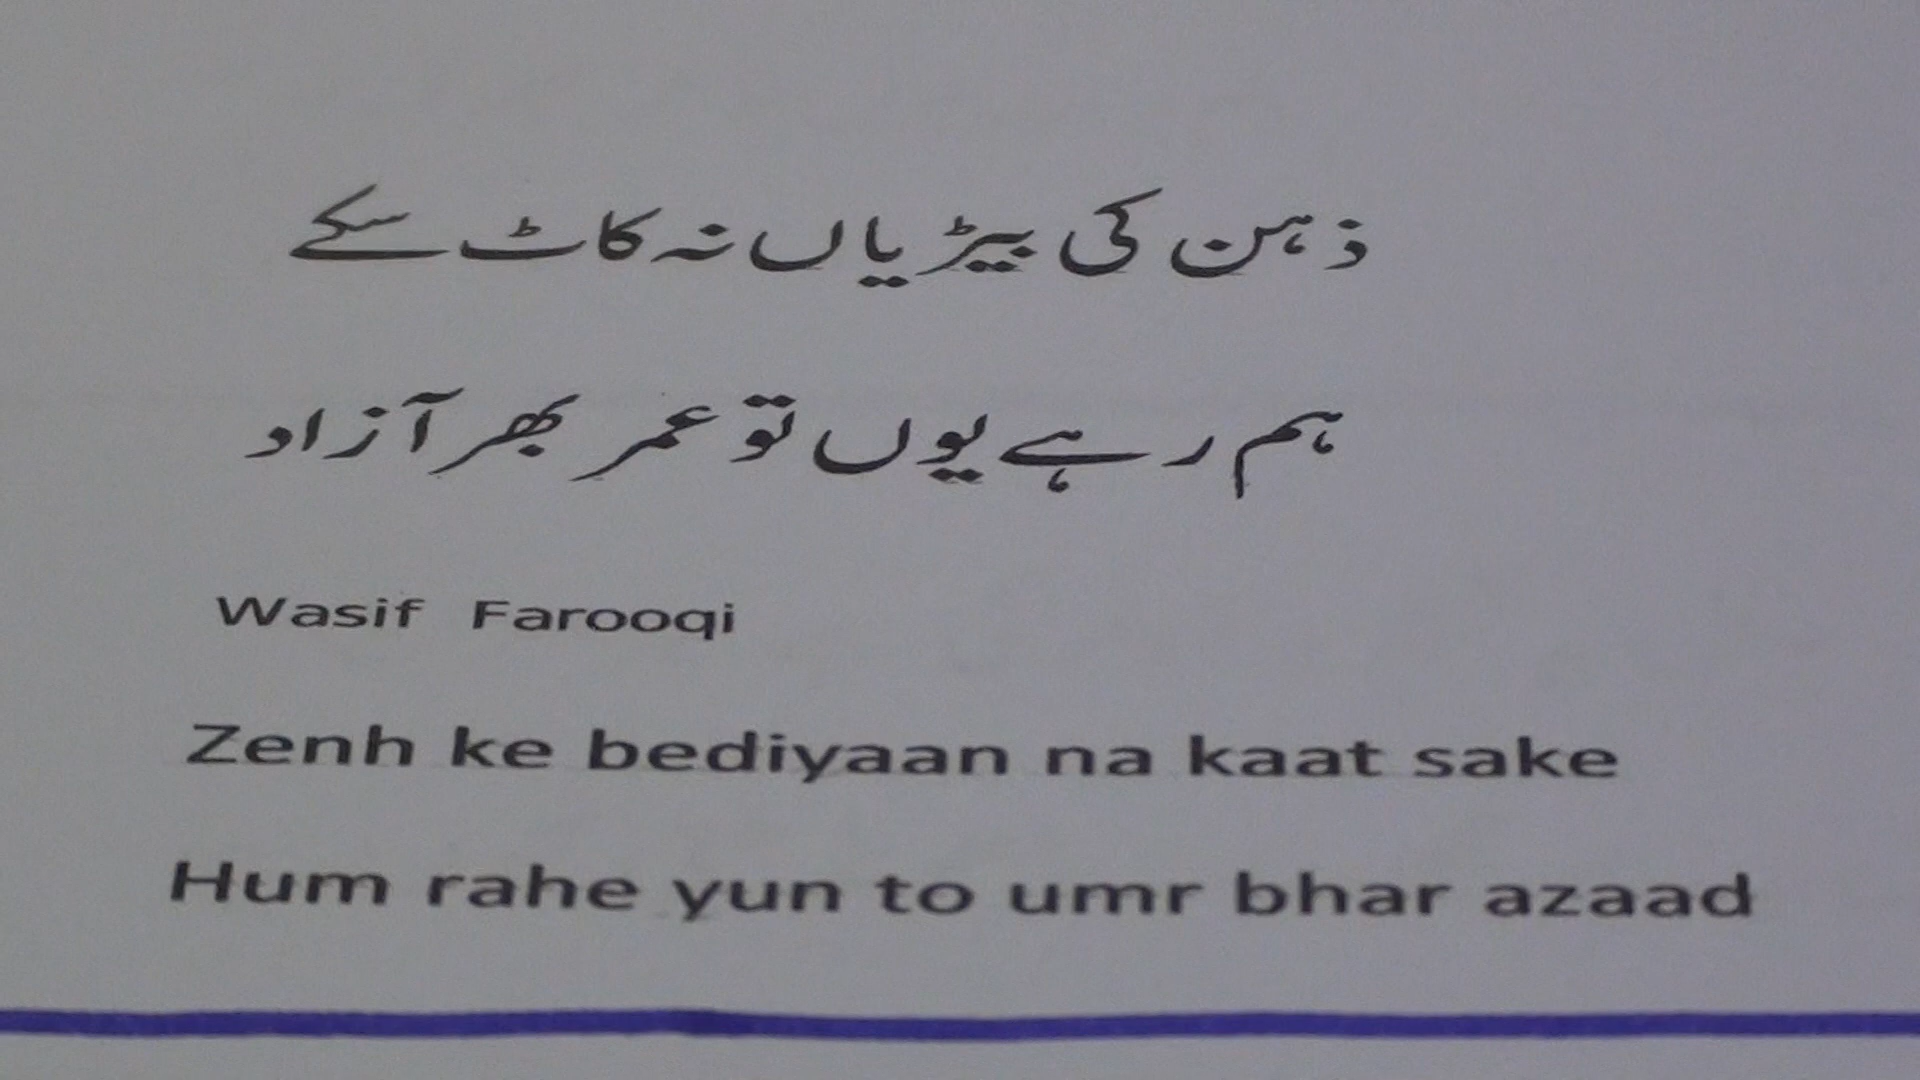 ذہن کی بیڑیاں نہ کاٹ سکے
ہم رہے یوں تو عمر بھر آزاد
Wasif Farooqi
Zenh ke bediyaan na kaat sake
Hum rahe yun to umr bhar azaad